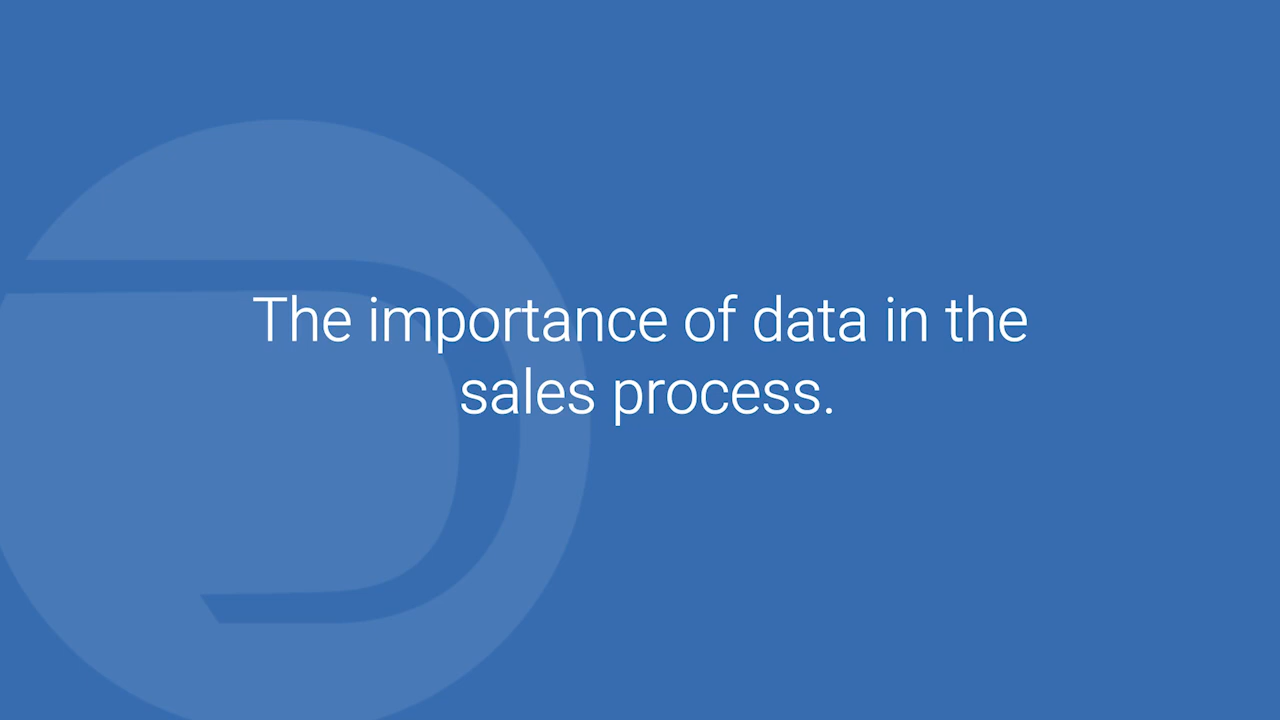 The importance of data in the
sales process.